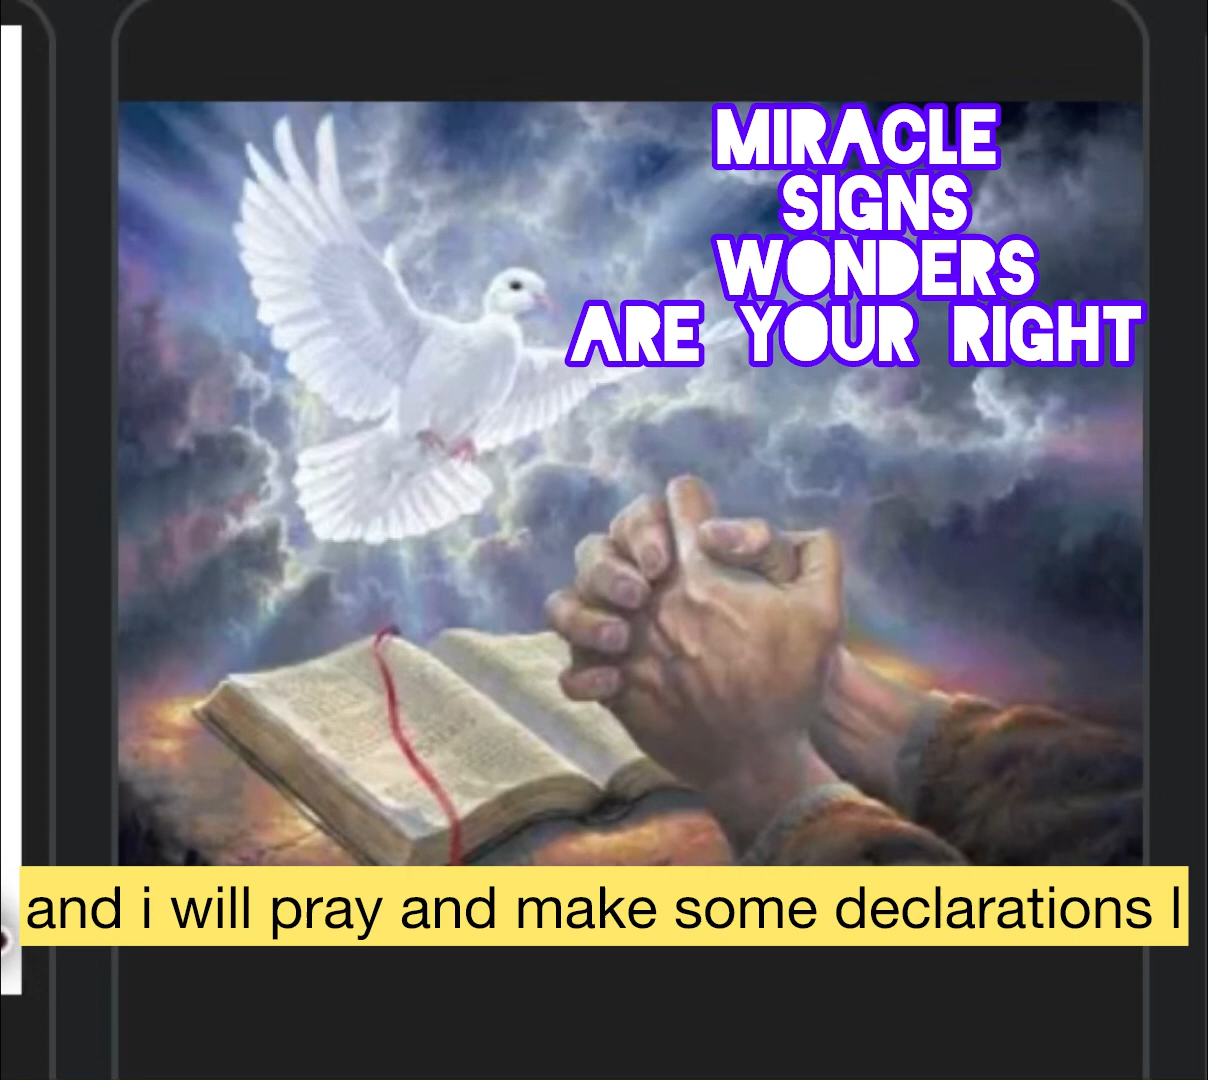 MIRACLE
SIGNS
WONDERS
ARE YOUR RIGHT
and i will pray and make some declarations I